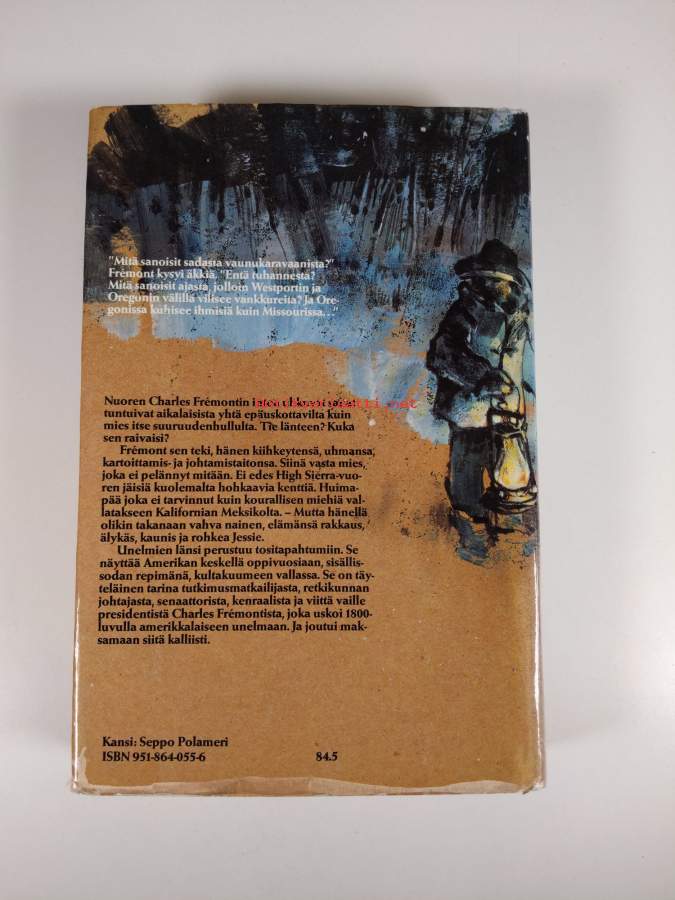 "Mitä sanoisit sadasta vaunukaravaanista?"
Frémont kysyi äkkiä. "Entä tuhannesta?
Mitä sanoisit ajasta, jolloin Westportin ja
Oregonin välillä vilisee vankkureita? Ja Ore-
gonissa kuhisee ihmisiä kuin Missourissa..."
Nuoren Charles Frémontin
tuntuivat aikalaisista yhtä epäuskottavilta kuin
mies itse suuruudenhullulta. Tie länteen? Kuka
sen raivaisi?
Frémont sen teki, hänen kiihkeytensä, uhmansa,
kartoittamis- ja johtamistaitonsa. Siinä vasta mies,
joka ei pelännyt mitään. Ei edes High Sierra-vuo-
ren jäisiä kuolemalta hohkaavia kenttiä. Huima-
pää joka ei tarvinnut kuin kourallisen miehiä val-
latakseen Kalifornian Meksikolta. – Mutta hänellä
olikin takanaan vahva nainen, elämänsä rakkaus,
älykäs, kaunis ja rohkea Jessie.
Unelmien länsi perustuu tositapahtumiin. Se
näyttää Amerikan keskellä oppivuosiaan, sisällis-
sodan repimänä, kultakuumeen vallassa. Se on täy-
teläinen tarina tutkimusmatkailijasta, retkikunnan
johtajasta, senaattorista, kenraalista ja viittä vaille
presidentistä Charles Frémontista, joka uskoi 1800-
luvulla amerikkalaiseen unelmaan. Ja joutui mak-
samaan siitä kalliisti.
Kansi: Seppo Polameri
ISBN 951-864-055-6 84.5